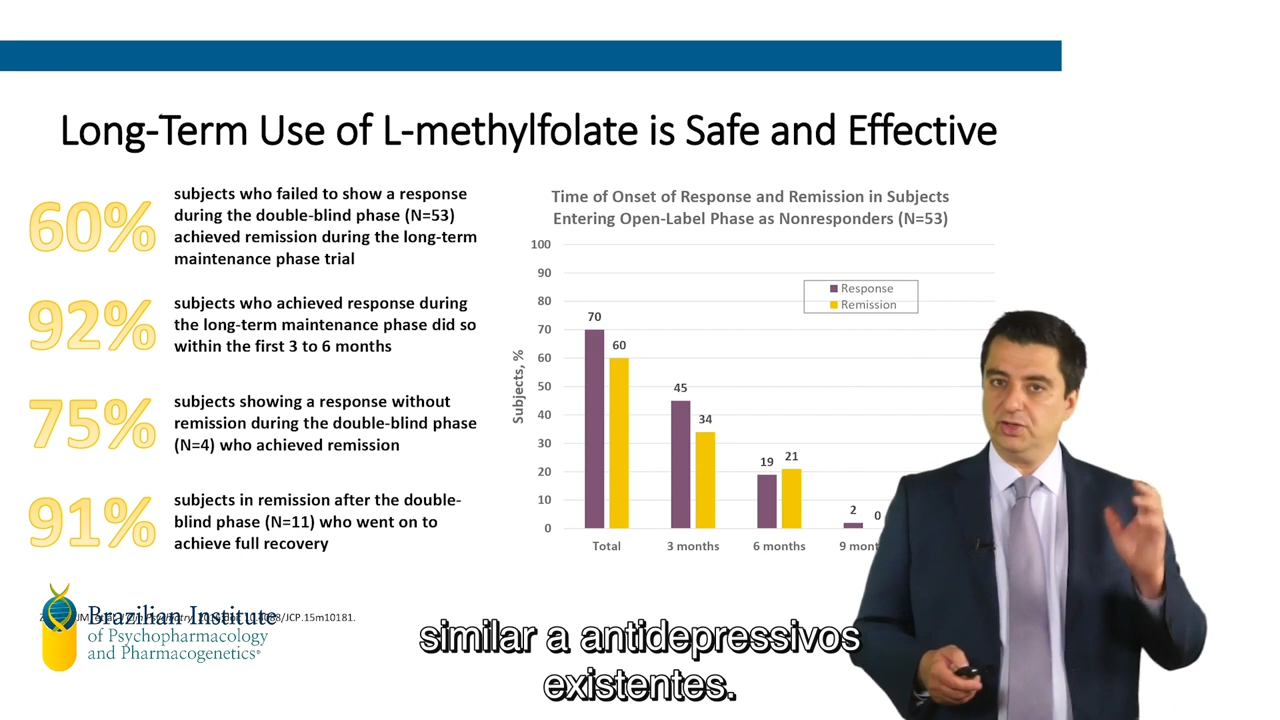 Long-Term Use of L-methylfolate is Safe and Effective
60%
subjects who failed to show a response
during the double-blind phase (N=53)
achieved remission during the long-term
maintenance phase trial
92%
subjects who achieved response during
the long-term maintenance phase did so
within the first 3 to 6 months
75%
subjects showing a response without
remission during the double-blind phase
(N=4) who achieved remission
91%
subjects in remission after the double-
blind phase (N=11) who went on to
achieve full recovery
Time of Onset of Response and Remission in Subjects
Entering Open-Label Phase as Nonresponders (N=53)
Subjects, %
100
90
80
70
60
50
40
30
20
10
0
Response
Remission
70
60
45
34
19
21
2
0
Total
3 months
6 months
9
Brazilian Institute
of Psychopharmacology
and Pharmacogenetics®
/JCP.15m10181.
similar a antidepressivos
existentes.